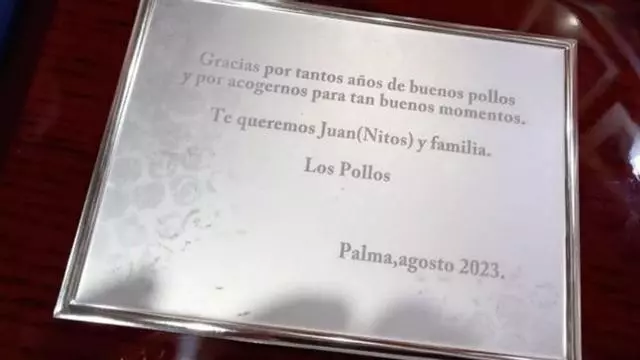 Gracias por tantos años de buenos pollos
y por acogernos para tan buenos momentos.
Te queremos Juan(Nitos) y familia.
Los Pollos
Palma,agosto 2023.